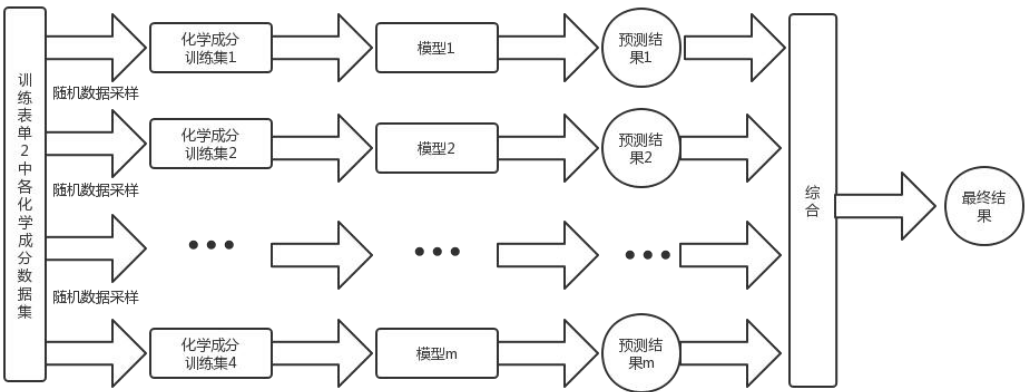 训练表单2中各化学成分数据集
化学成分
训练集1
模型1
预测结
果1
随机数据采样
化学成分
训练集2
模型2
预测结
果2
随机数据采样
综合
最终结
果
随机数据采样
化学成分
训练集4
模型m
预测结
果m